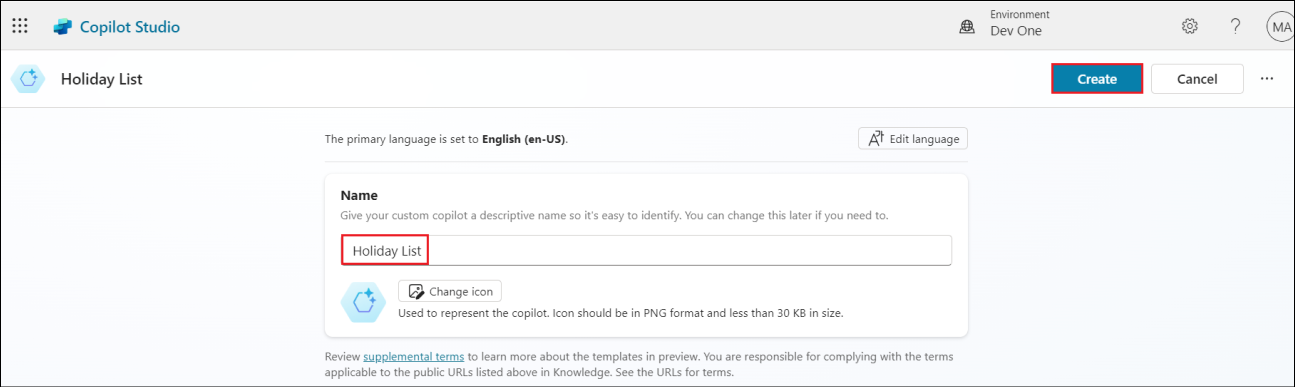 Copilot Studio
Environment
Dev One
?
MA
Holiday List
Create
Cancel
...
The primary language is set to English (en-US).
Edit language
Name
Give your custom copilot a descriptive name so it's easy to identify. You can change this later if you need to.
Holiday List
Change icon
Used to represent the copilot. Icon should be in PNG format and less than 30 KB in size.
Review supplemental terms to learn more about the templates in preview. You are responsible for complying with the terms
applicable to the public URLs listed above in Knowledge. See the URLs for terms.